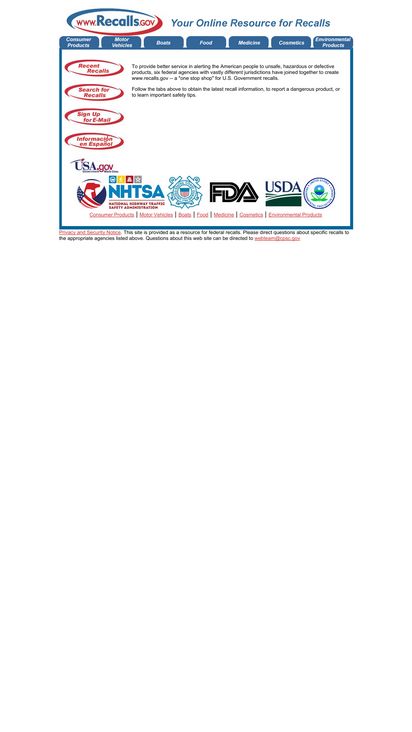 www.Recalls.gov Your Online Resource for Recalls
Consumer Products
Motor Vehicles
Boats
Food
Medicine
Cosmetics
Environmental Products
Recent Recalls
Search for Recalls
Sign Up for E-Mail
Información en Español
To provide better service in alerting the American people to unsafe, hazardous or defective
products, six federal agencies with vastly different jurisdictions have joined together to create
www.recalls.gov -- a "one stop shop" for U.S. Government recalls.
Follow the tabs above to obtain the latest recall information, to report a dangerous product, or
to learn important safety tips.
USA.gov
NHTSA
NATIONAL HIGHWAY TRAFFIC
SAFETY ADMINISTRATION
FDA
USDA
Consumer Products | Motor Vehicles | Boats | Food | Medicine | Cosmetics | Environmental Products
Privacy and Security Notice. This site is provided as a resource for federal recalls. Please direct questions about specific recalls to
the appropriate agencies listed above. Questions about this web site can be directed to webteam@cpsc.gov